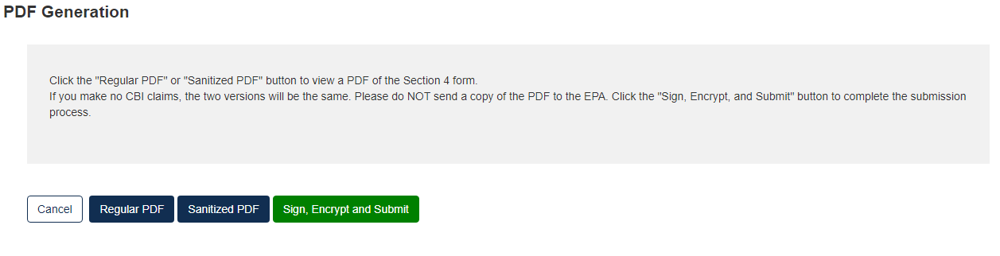 PDF Generation
Click the "Regular PDF" or "Sanitized PDF" button to view a PDF of the Section 4 form.
If you make no CBI claims, the two versions will be the same. Please do NOT send a copy of the PDF to the EPA. Click the "Sign, Encrypt, and Submit" button to complete the submission
process.
Cancel Regular PDF Sanitized PDF Sign, Encrypt and Submit